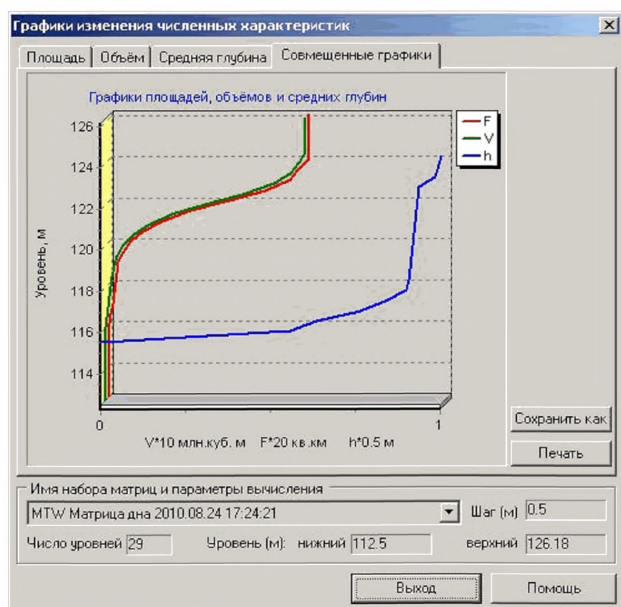 Графики изменения численных характеристик
Площадь Объём Средняя глубина Совмещенные графики
Графики площадей, объёмов и средних глубин
F
V
h
126
124
122
120
118
116
114
Уровень, м
0 1
V*10 млн.куб. м F*20 кв.км h*0.5 м
Сохранить как
Печать
Имя набора матриц и параметры вычисления
MTW Матрица дна 2010.08.24 17:24:21 Шаг (м) 0.5
Число уровней 29 Уровень (м): нижний 112.5 верхний 126.18
Выход Помощь